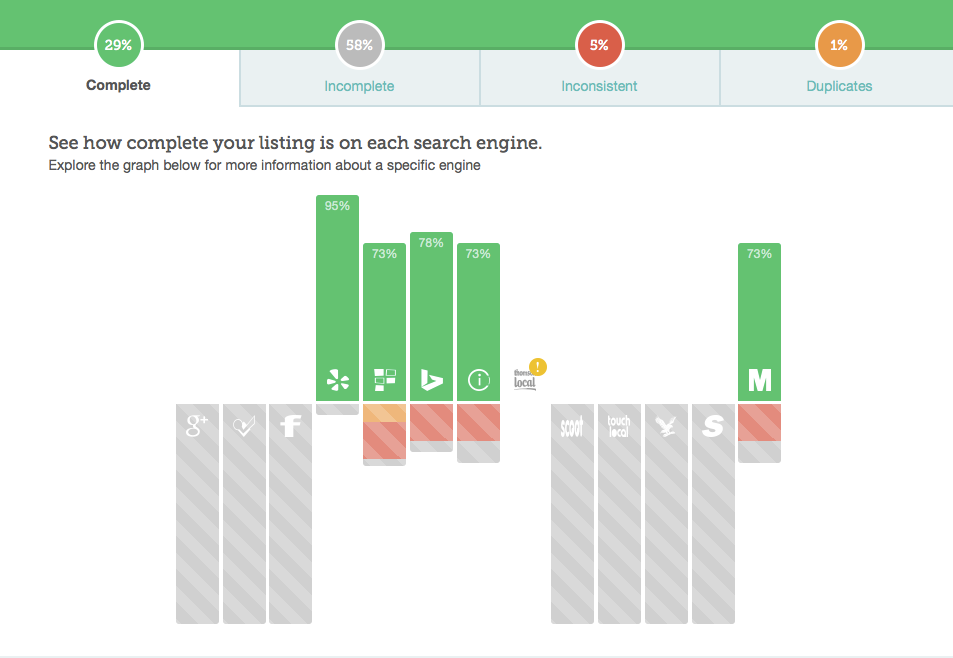 29%
58%
5%
1%
Complete
Incomplete
Inconsistent
Duplicates
See how complete your listing is on each search engine.
Explore the graph below for more information about a specific engine
95%
73%
78%
73%
73%
!
local
M
g+
f
scoot
touch
local
S